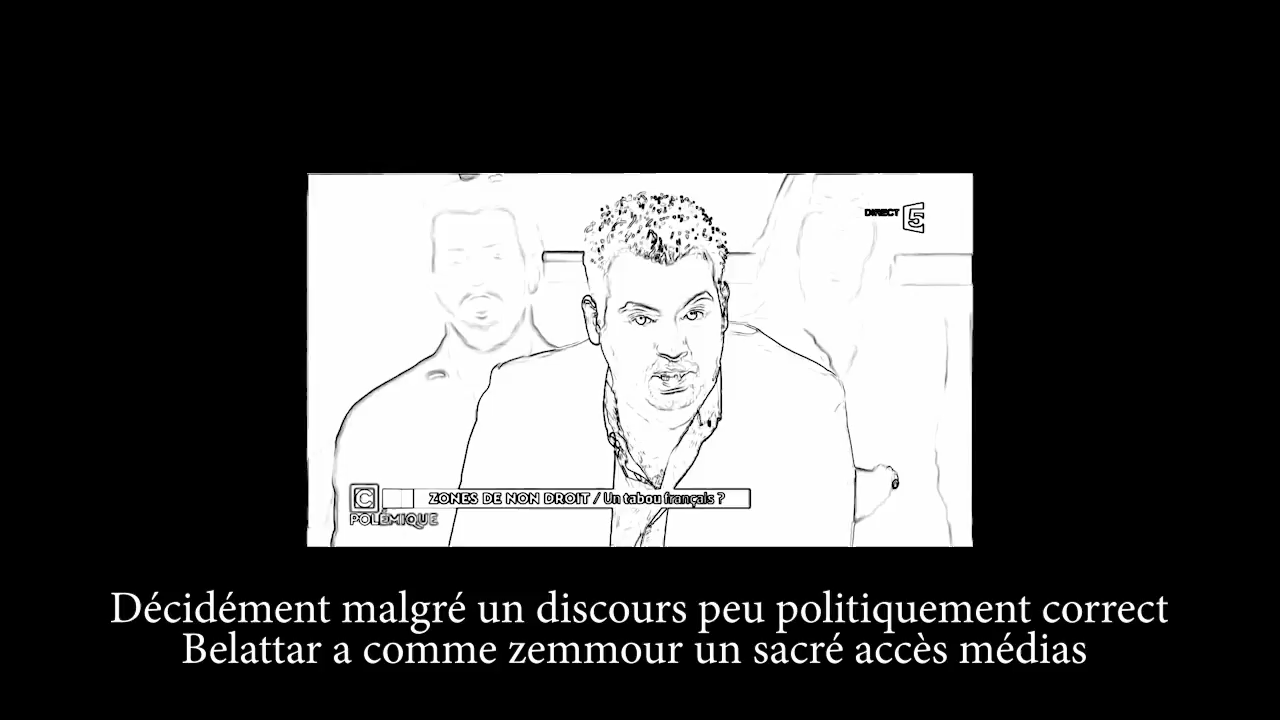 DIRECT 5
C ZONES DE NON DROIT / Un tabou français ?
POLÉMIQUE
Décidément malgré un discours peu politiquement correct
Belattar a comme zemmour un sacré accès médias